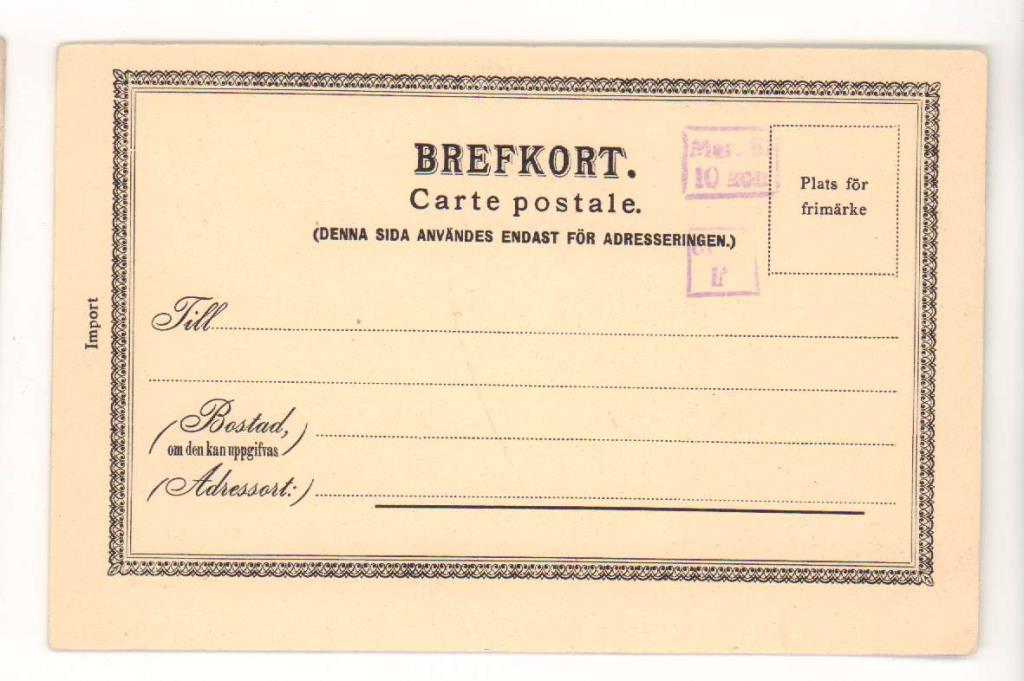 BREFKORT.
Carte postale.
(DENNA SIDA ANVÄNDES ENDAST FÖR ADRESSERINGEN.)
Plats för
frimärke
10 коп
Import
Till
(Bostad,)
om den kan uppgifvas
(Adressort:)